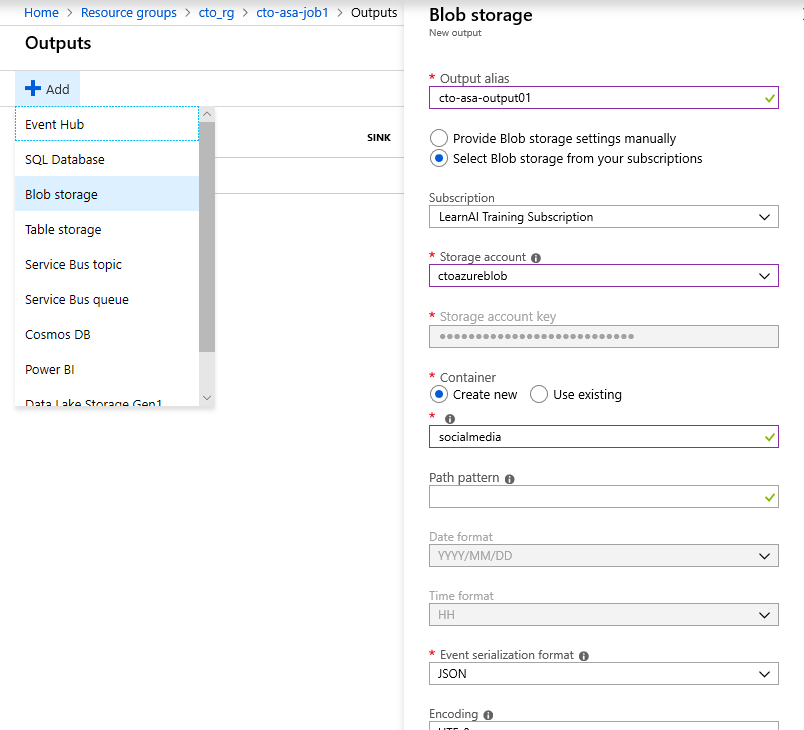 Home > Resource groups > cto_rg > cto-asa-job1 > Outputs
Outputs
+ Add
Event Hub
SQL Database
Blob storage
Table storage
Service Bus topic
Service Bus queue
Cosmos DB
Power BI
Data Lake Storage Gen1
SINK
Blob storage
New output
* Output alias
cto-asa-output01
Provide Blob storage settings manually
Select Blob storage from your subscriptions
Subscription
LearnAI Training Subscription
* Storage account
ctoazureblob
* Storage account key
* Container
Create new
Use existing
*
socialmedia
Path pattern
Date format
YYYY/MM/DD
Time format
HH
* Event serialization format
JSON
Encoding
UTF-8